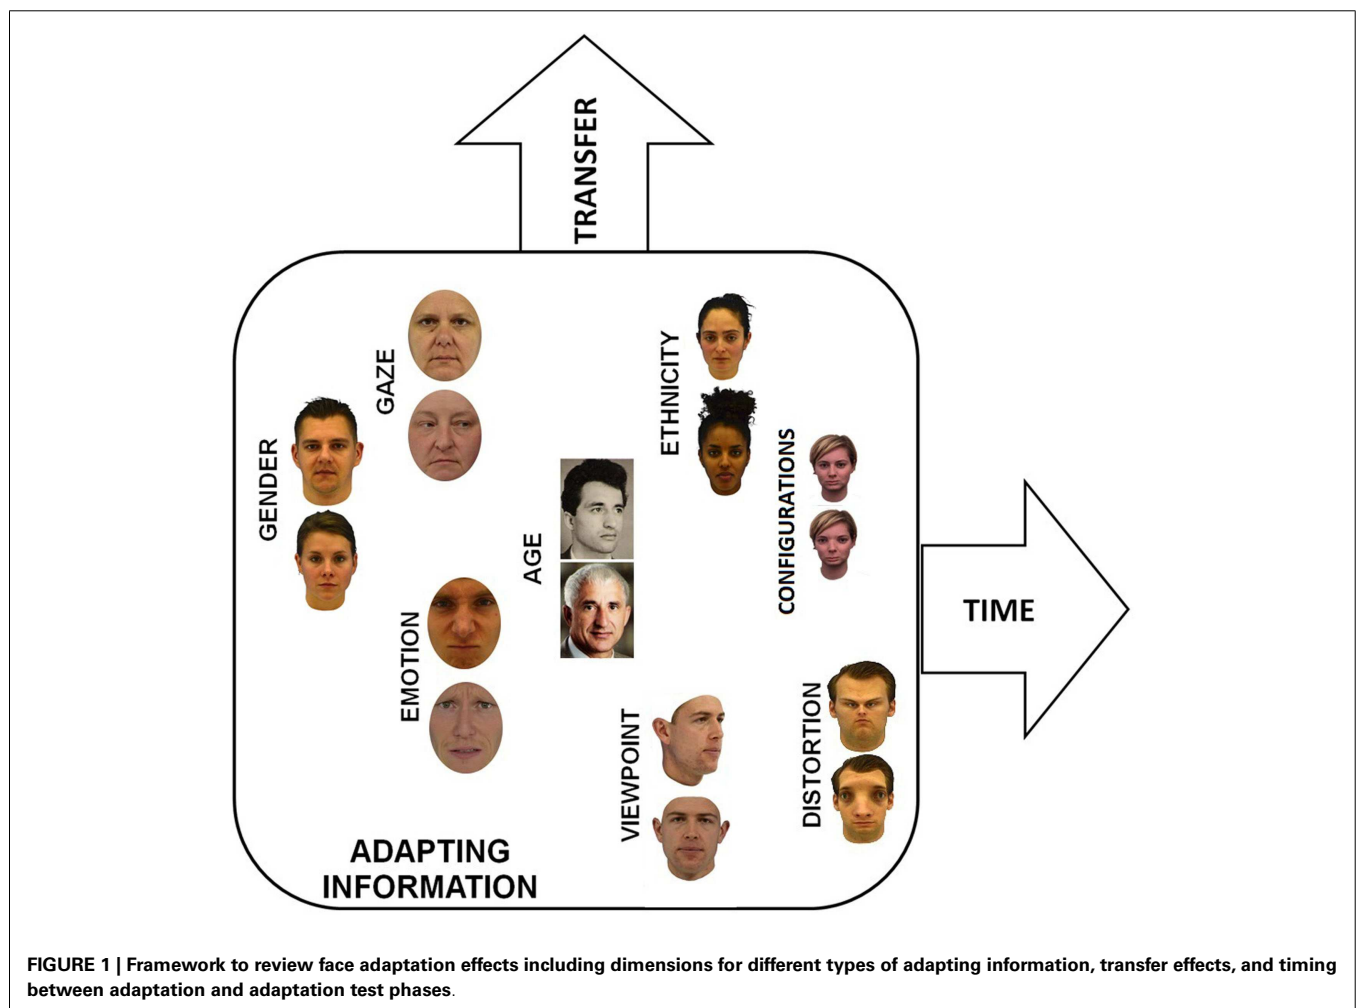 TRANSFER
GAZE
ETHNICITY
GENDER
CONFIGURATIONS
AGE
TIME
EMOTION
VIEWPOINT
DISTORTION
ADAPTING
INFORMATION
FIGURE 1 | Framework to review face adaptation effects including dimensions for different types of adapting information, transfer effects, and timing
between adaptation and adaptation test phases.